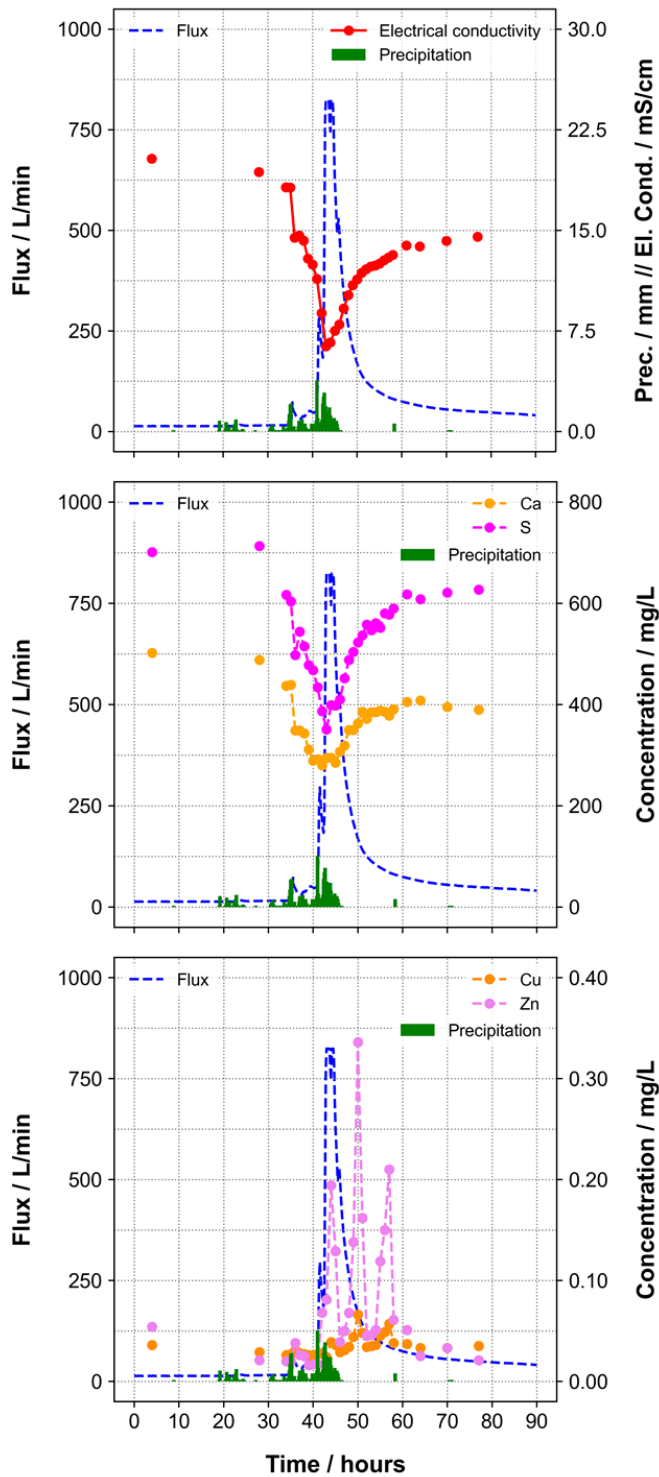 1000
750
500
250
0
Flux / L/min
Flux
Electrical conductivity
Precipitation
30.0
22.5
15.0
7.5
0.0
Prec. / mm // El. Cond. / mS/cm
1000
750
500
250
0
Flux / L/min
Flux
Ca
S
Precipitation
800
600
400
200
0
Concentration / mg/L
1000
750
500
250
0
Flux / L/min
Flux
Cu
Zn
Precipitation
0.40
0.30
0.20
0.10
0.00
Concentration / mg/L
0 10 20 30 40 50 60 70 80 90
Time / hours